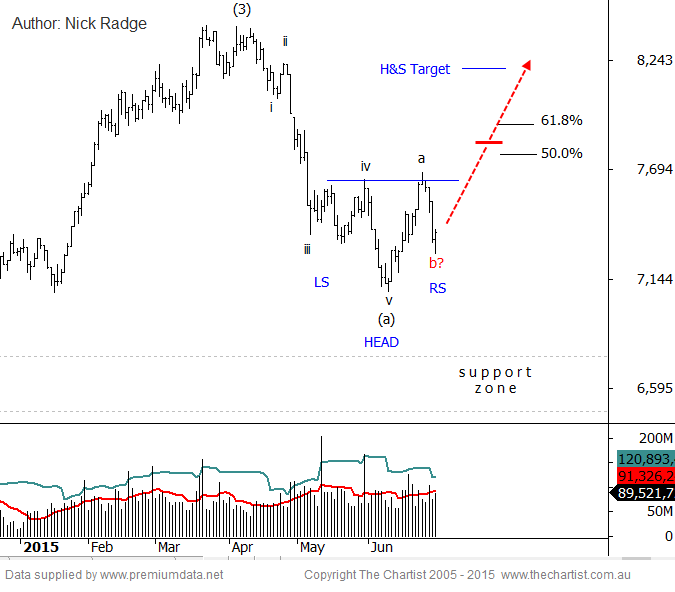 Author: Nick Radge
(3)
ii
i
8,243
H&S Target
61.8%
50.0%
7,694
iv
a
iii
b?
LS
RS
7,144
v
(a)
HEAD
support
zone
6,595
200M
120,893,
91,326,2
89,521,7
50M
0
2015
Feb
Mar
Apr
May
Jun
Data supplied by www.premiumdata.net
Copyright The Chartist 2005 - 2015 www.thechartist.com.au